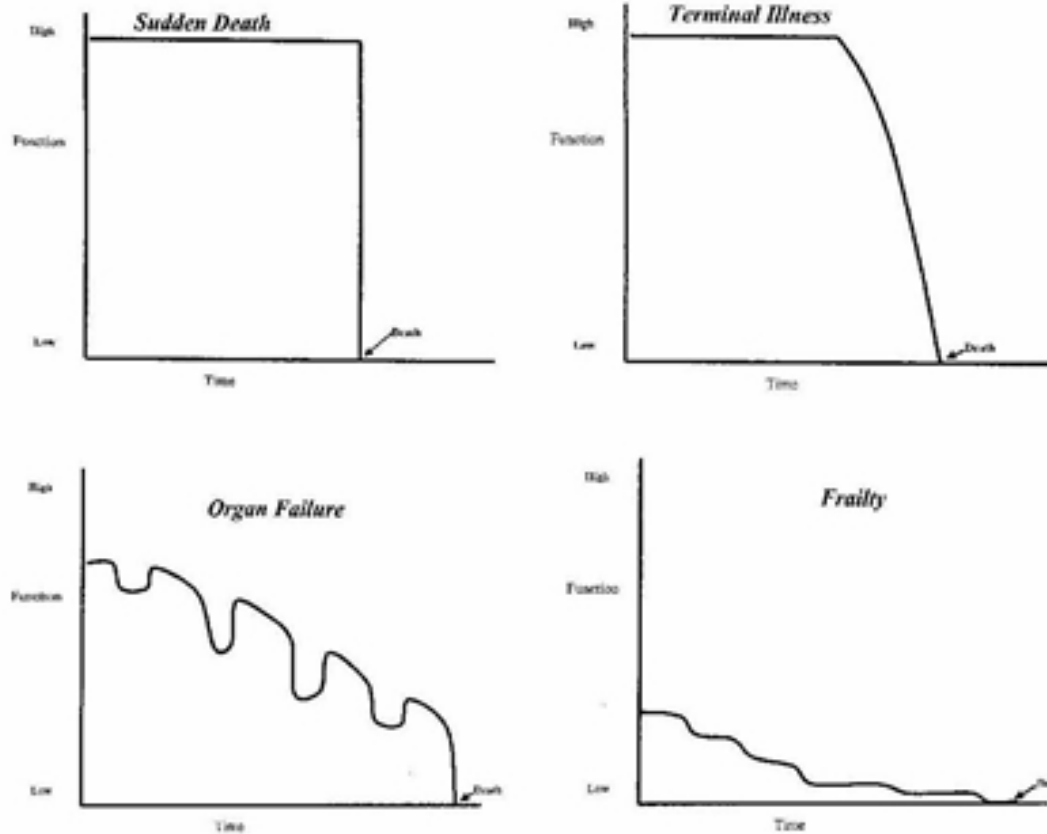 Sudden Death
High
Function
Low
Death
Time
Terminal Illness
High
Function
Low
Death
Time
Organ Failure
High
Function
Low
Death
Time
Frailty
High
Function
Low
Time